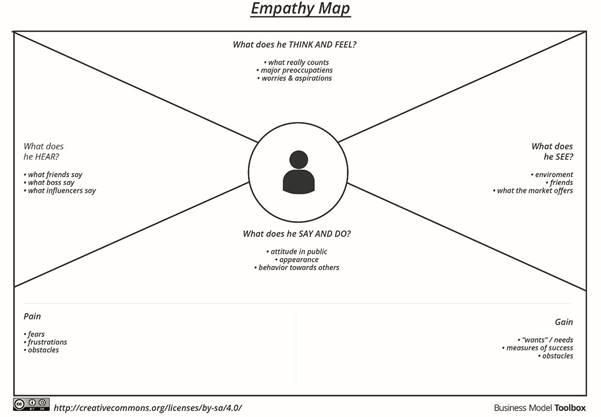 Empathy Map
What does he THINK AND FEEL?
• what really counts
• major preoccupatiens
• worries & aspirations
What does
he HEAR?
• what friends say
• what boss say
• what influencers say
What does
he SEE?
• enviroment
• friends
• what the market offers
What does he SAY AND DO?
• attitude in public
• appearance
• behavior towards others
Pain
• fears
• frustrations
• obstacles
Gain
• "wants" / needs
• measures of success
• obstacles
cc BY SA
http://creativecommons.org/licenses/by-sa/4.0/
Business Model Toolbox